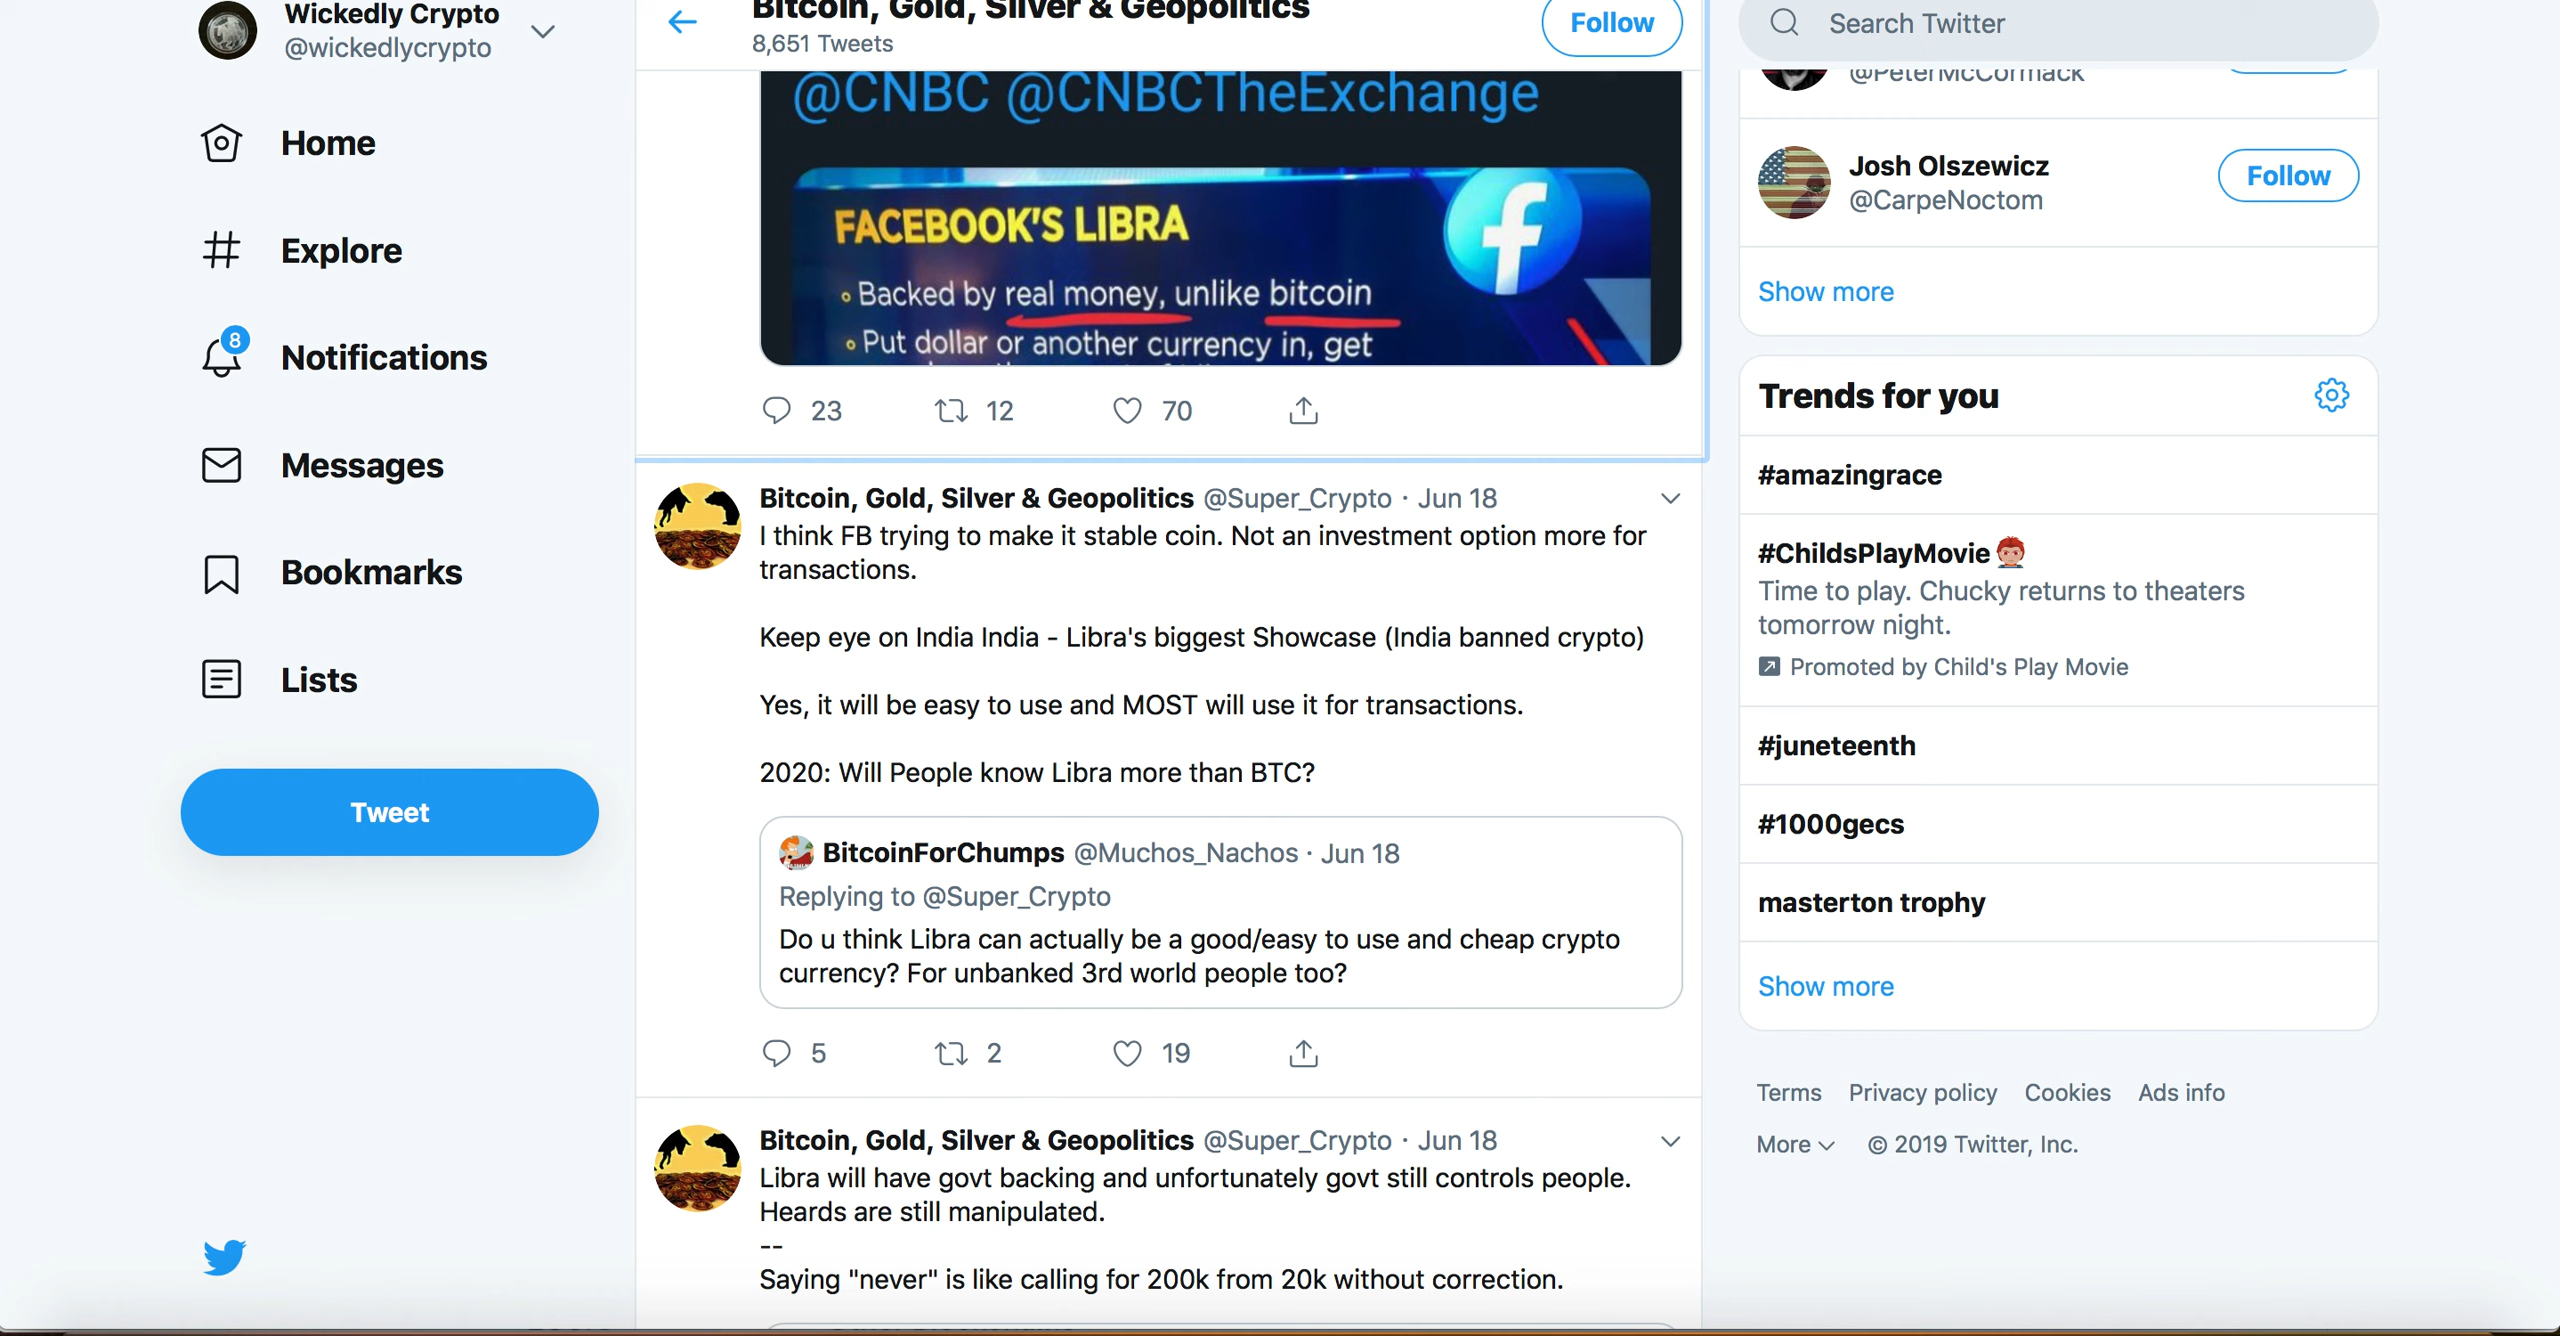 Wickedly Crypto
@wickedlycrypto
Home
Explore
8
Notifications
Messages
Bookmarks
Lists
Tweet
Bitcoin, Gold, Silver & Geopolitics
8,651 Tweets
Follow
@CNBC @CNBCTheExchange
FACEBOOK'S LIBRA
f
Backed by real money, unlike bitcoin
Put dollar or another currency in, get
23 12 70
Bitcoin, Gold, Silver & Geopolitics @Super_Crypto · Jun 18
I think FB trying to make it stable coin. Not an investment option more for
transactions.
Keep eye on India India - Libra's biggest Showcase (India banned crypto)
Yes, it will be easy to use and MOST will use it for transactions.
2020: Will People know Libra more than BTC?
BitcoinForChumps @Muchos_Nachos · Jun 18
Replying to @Super_Crypto
Do u think Libra can actually be a good/easy to use and cheap crypto
currency? For unbanked 3rd world people too?
5 2 19
Bitcoin, Gold, Silver & Geopolitics @Super_Crypto · Jun 18
Libra will have govt backing and unfortunately govt still controls people.
Heards are still manipulated.
--
Saying "never" is like calling for 200k from 20k without correction.
Search Twitter
@PeterMcCormack
Josh Olszewicz
@CarpeNoctom
Follow
Show more
Trends for you
#amazingrace
#ChildsPlayMovie
Time to play. Chucky returns to theaters
tomorrow night.
Promoted by Child's Play Movie
#juneteenth
#1000gecs
masterton trophy
Show more
Terms Privacy policy Cookies Ads info
More © 2019 Twitter, Inc.